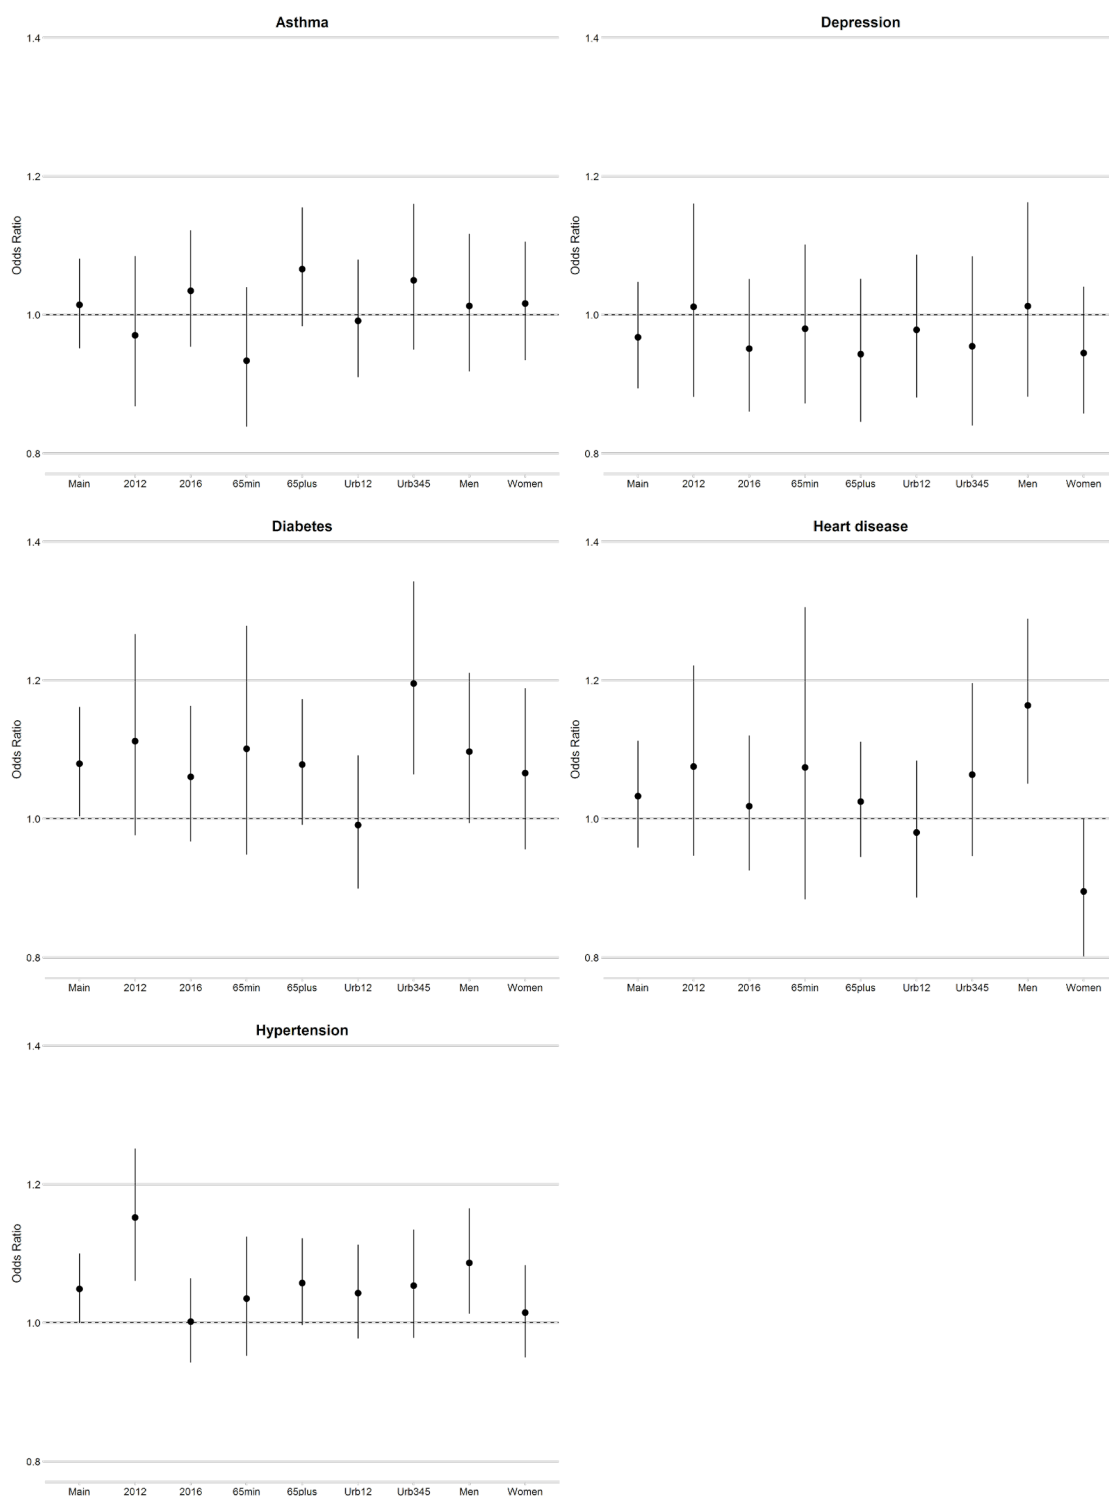 Asthma
1.4
1.2
1.0
0.8
Odds Ratio
Main 2012 2016 65min 65plus Urb12 Urb345 Men Women
Depression
1.4
1.2
1.0
0.8
Odds Ratio
Main 2012 2016 65min 65plus Urb12 Urb345 Men Women
Diabetes
1.4
1.2
1.0
0.8
Odds Ratio
Main 2012 2016 65min 65plus Urb12 Urb345 Men Women
Heart disease
1.4
1.2
1.0
0.8
Odds Ratio
Main 2012 2016 65min 65plus Urb12 Urb345 Men Women
Hypertension
1.4
1.2
1.0
0.8
Odds Ratio
Main 2012 2016 65min 65plus Urb12 Urb345 Men Women